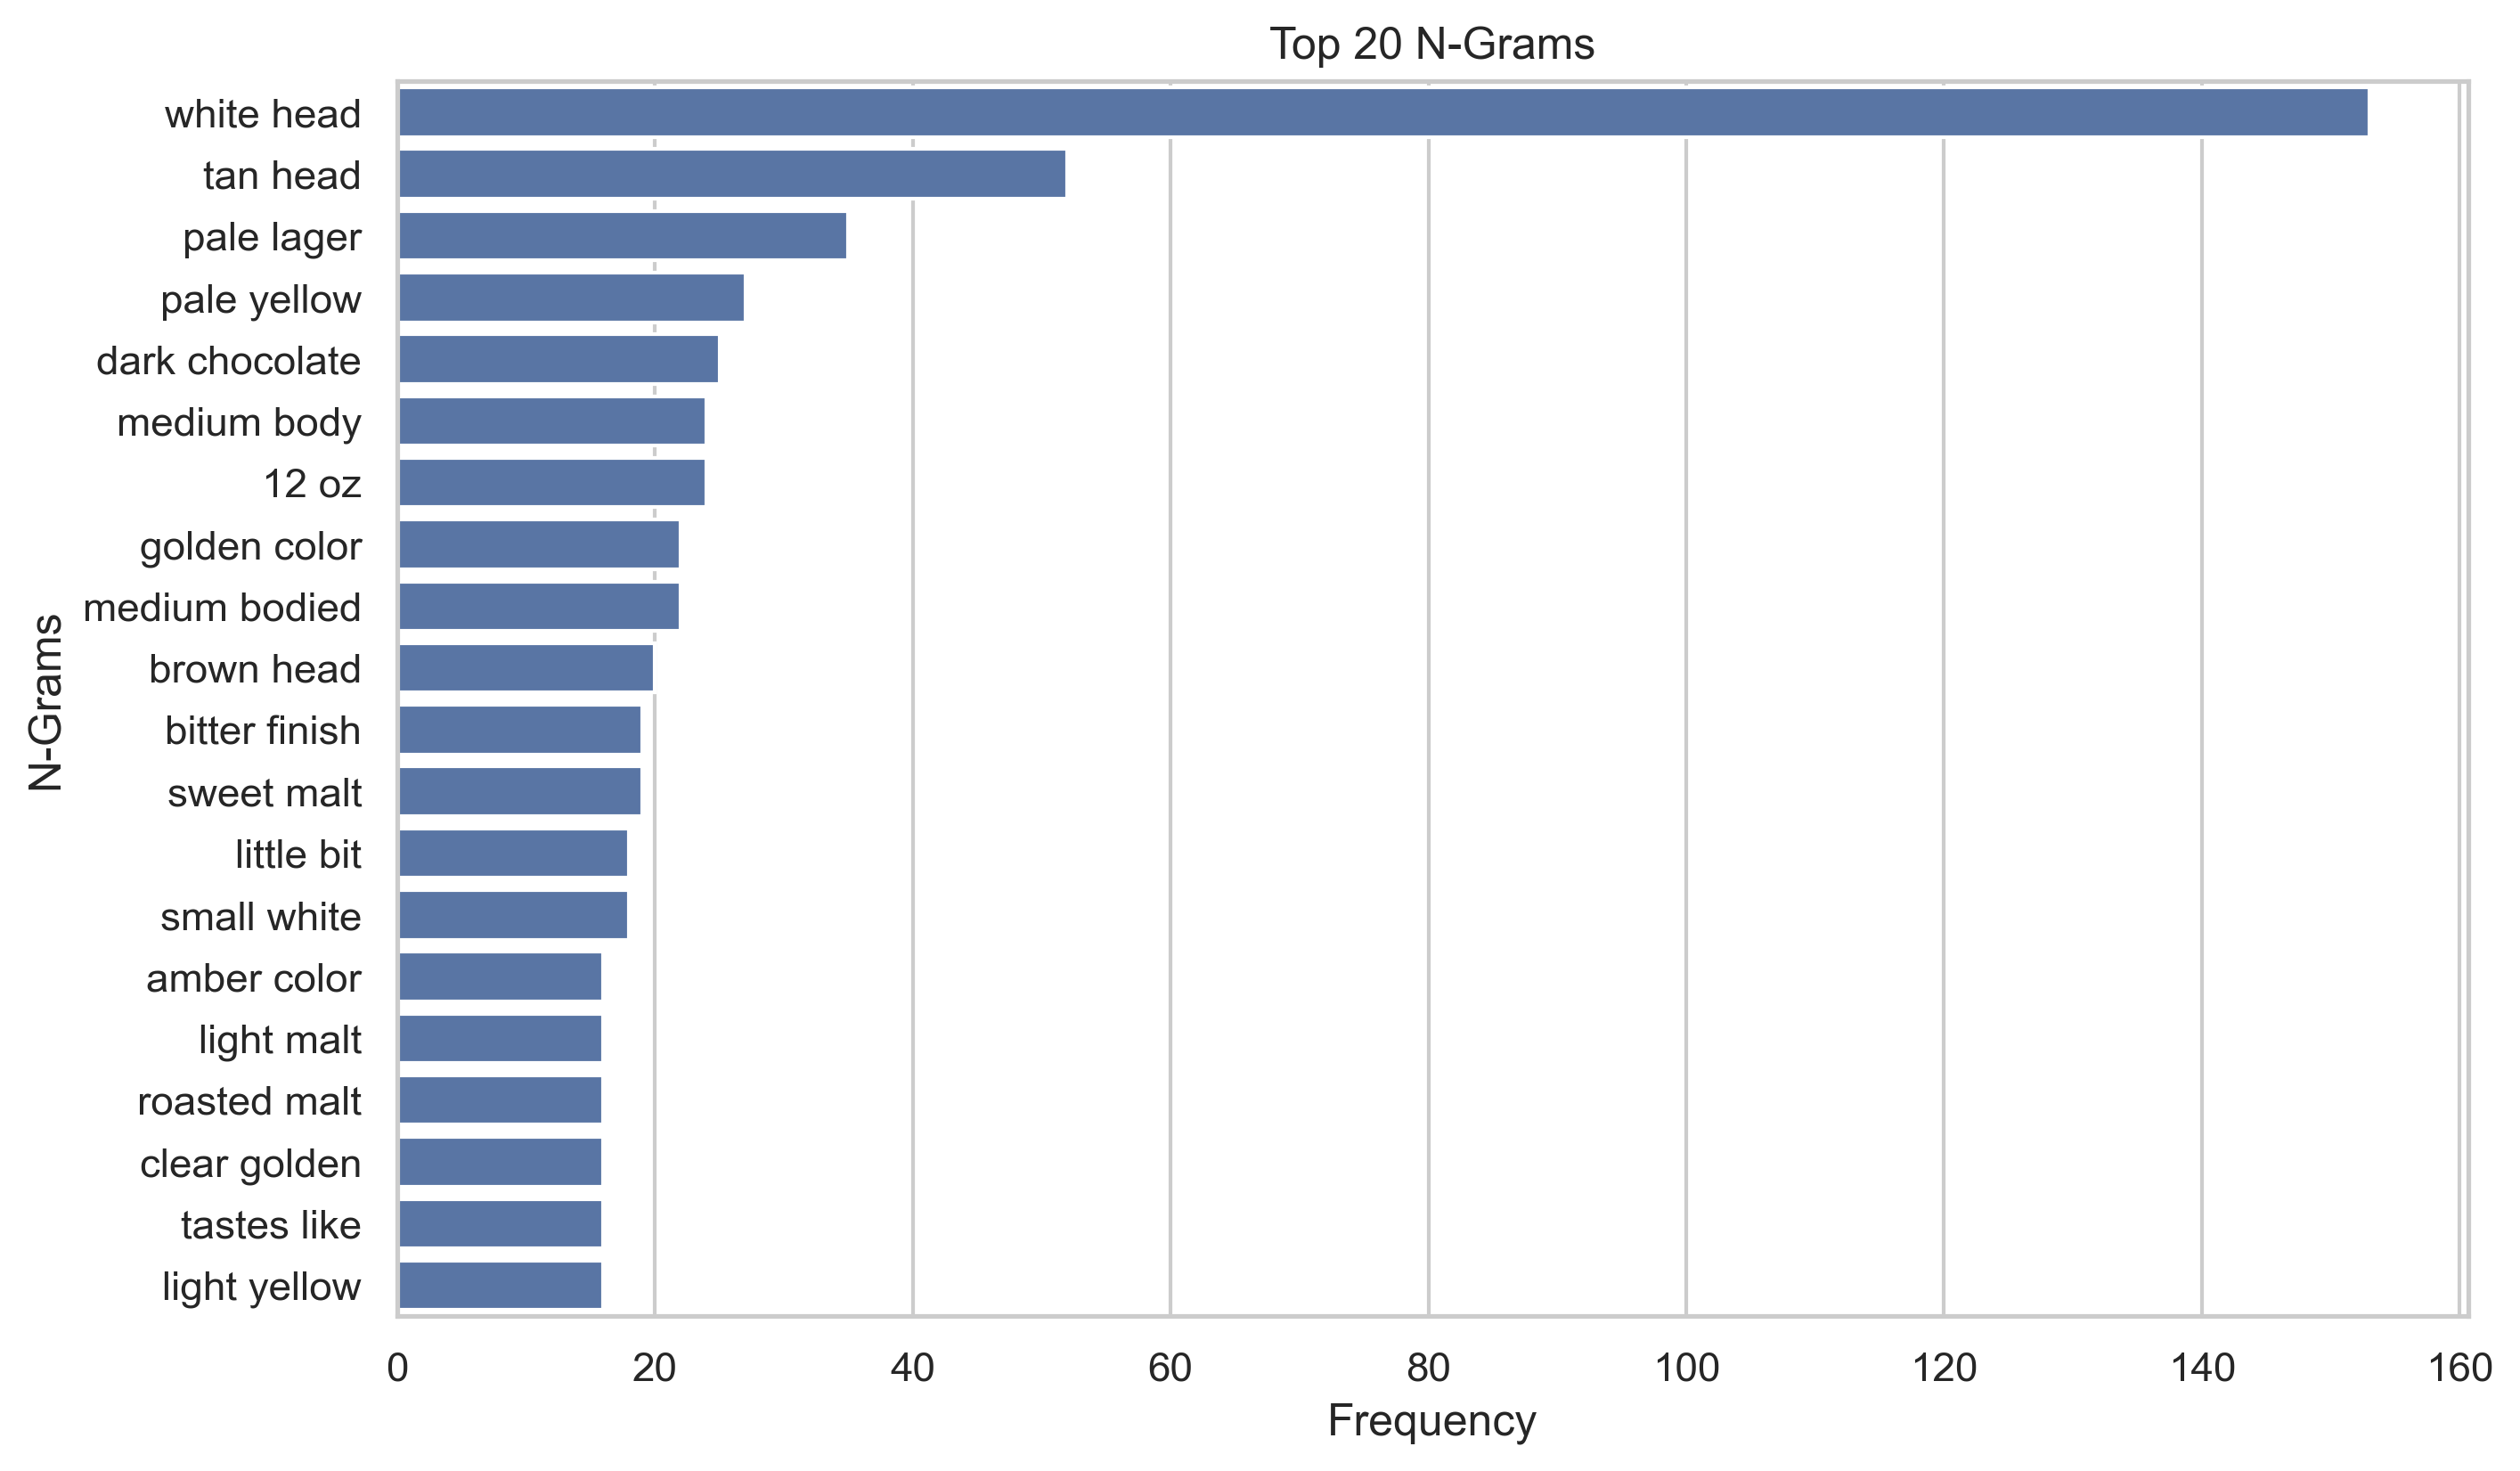 Top 20 N-Grams
white head
tan head
pale lager
pale yellow
dark chocolate
medium body
12 oz
golden color
medium bodied
brown head
bitter finish
sweet malt
little bit
small white
amber color
light malt
roasted malt
clear golden
tastes like
light yellow
N-Grams
0 20 40 60 80 100 120 140 160
Frequency